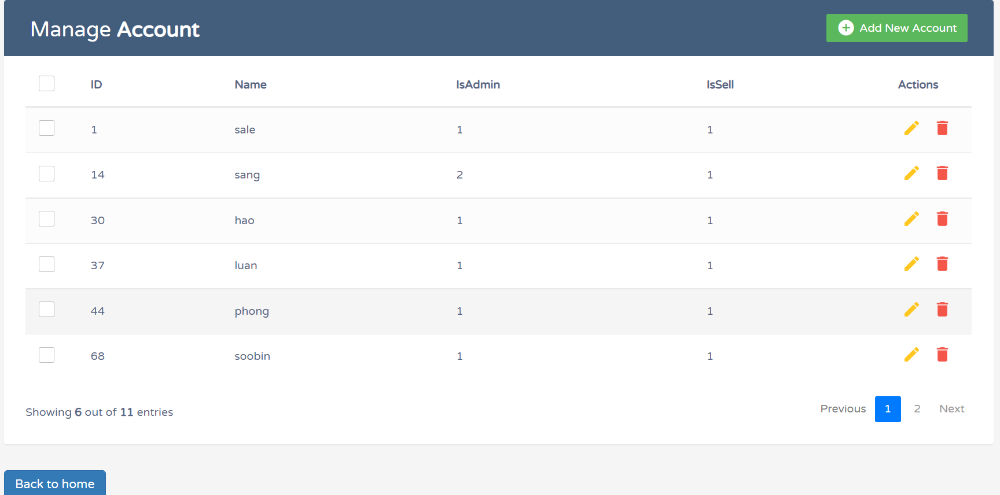 Manage Account
Add New Account
ID Name IsAdmin IsSell Actions
1 sale 1 1
14 sang 2 1
30 hao 1 1
37 luan 1 1
44 phong 1 1
68 soobin 1 1
Showing 6 out of 11 entries
Previous 1 2 Next
Back to home